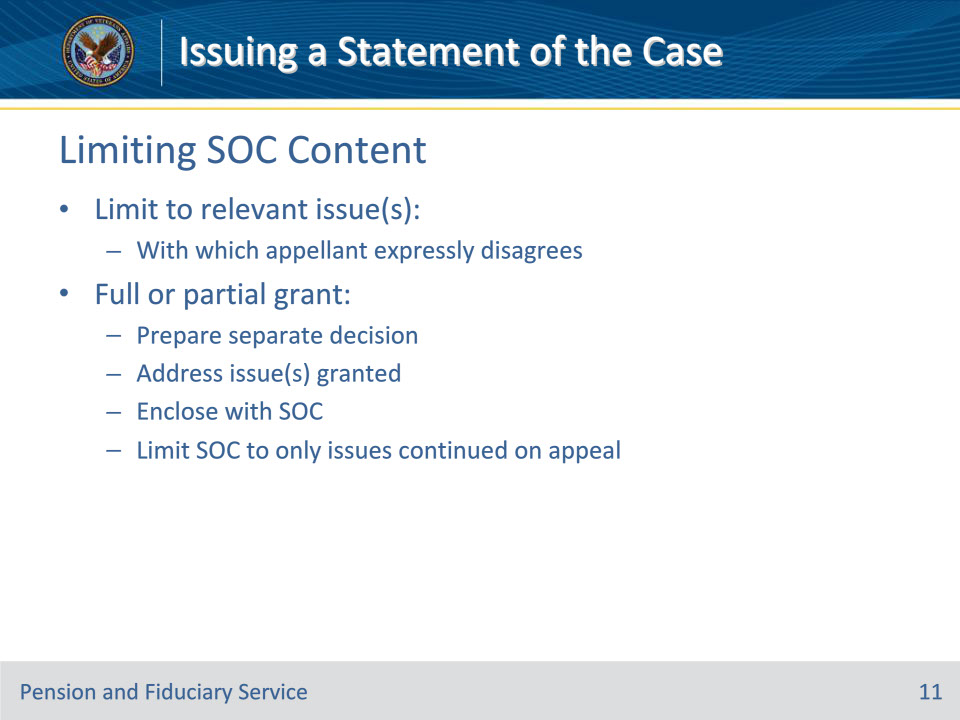 Issuing a Statement of the Case
Limiting SOC Content
• Limit to relevant issue(s):
– With which appellant expressly disagrees
• Full or partial grant:
– Prepare separate decision
– Address issue(s) granted
– Enclose with SOC
– Limit SOC to only issues continued on appeal
Pension and Fiduciary Service
11